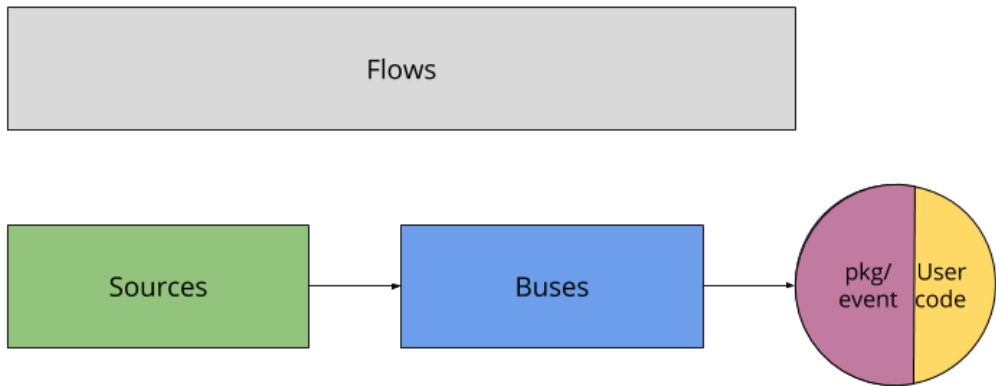 Flows
Sources
Buses
pkg/
event
User
code